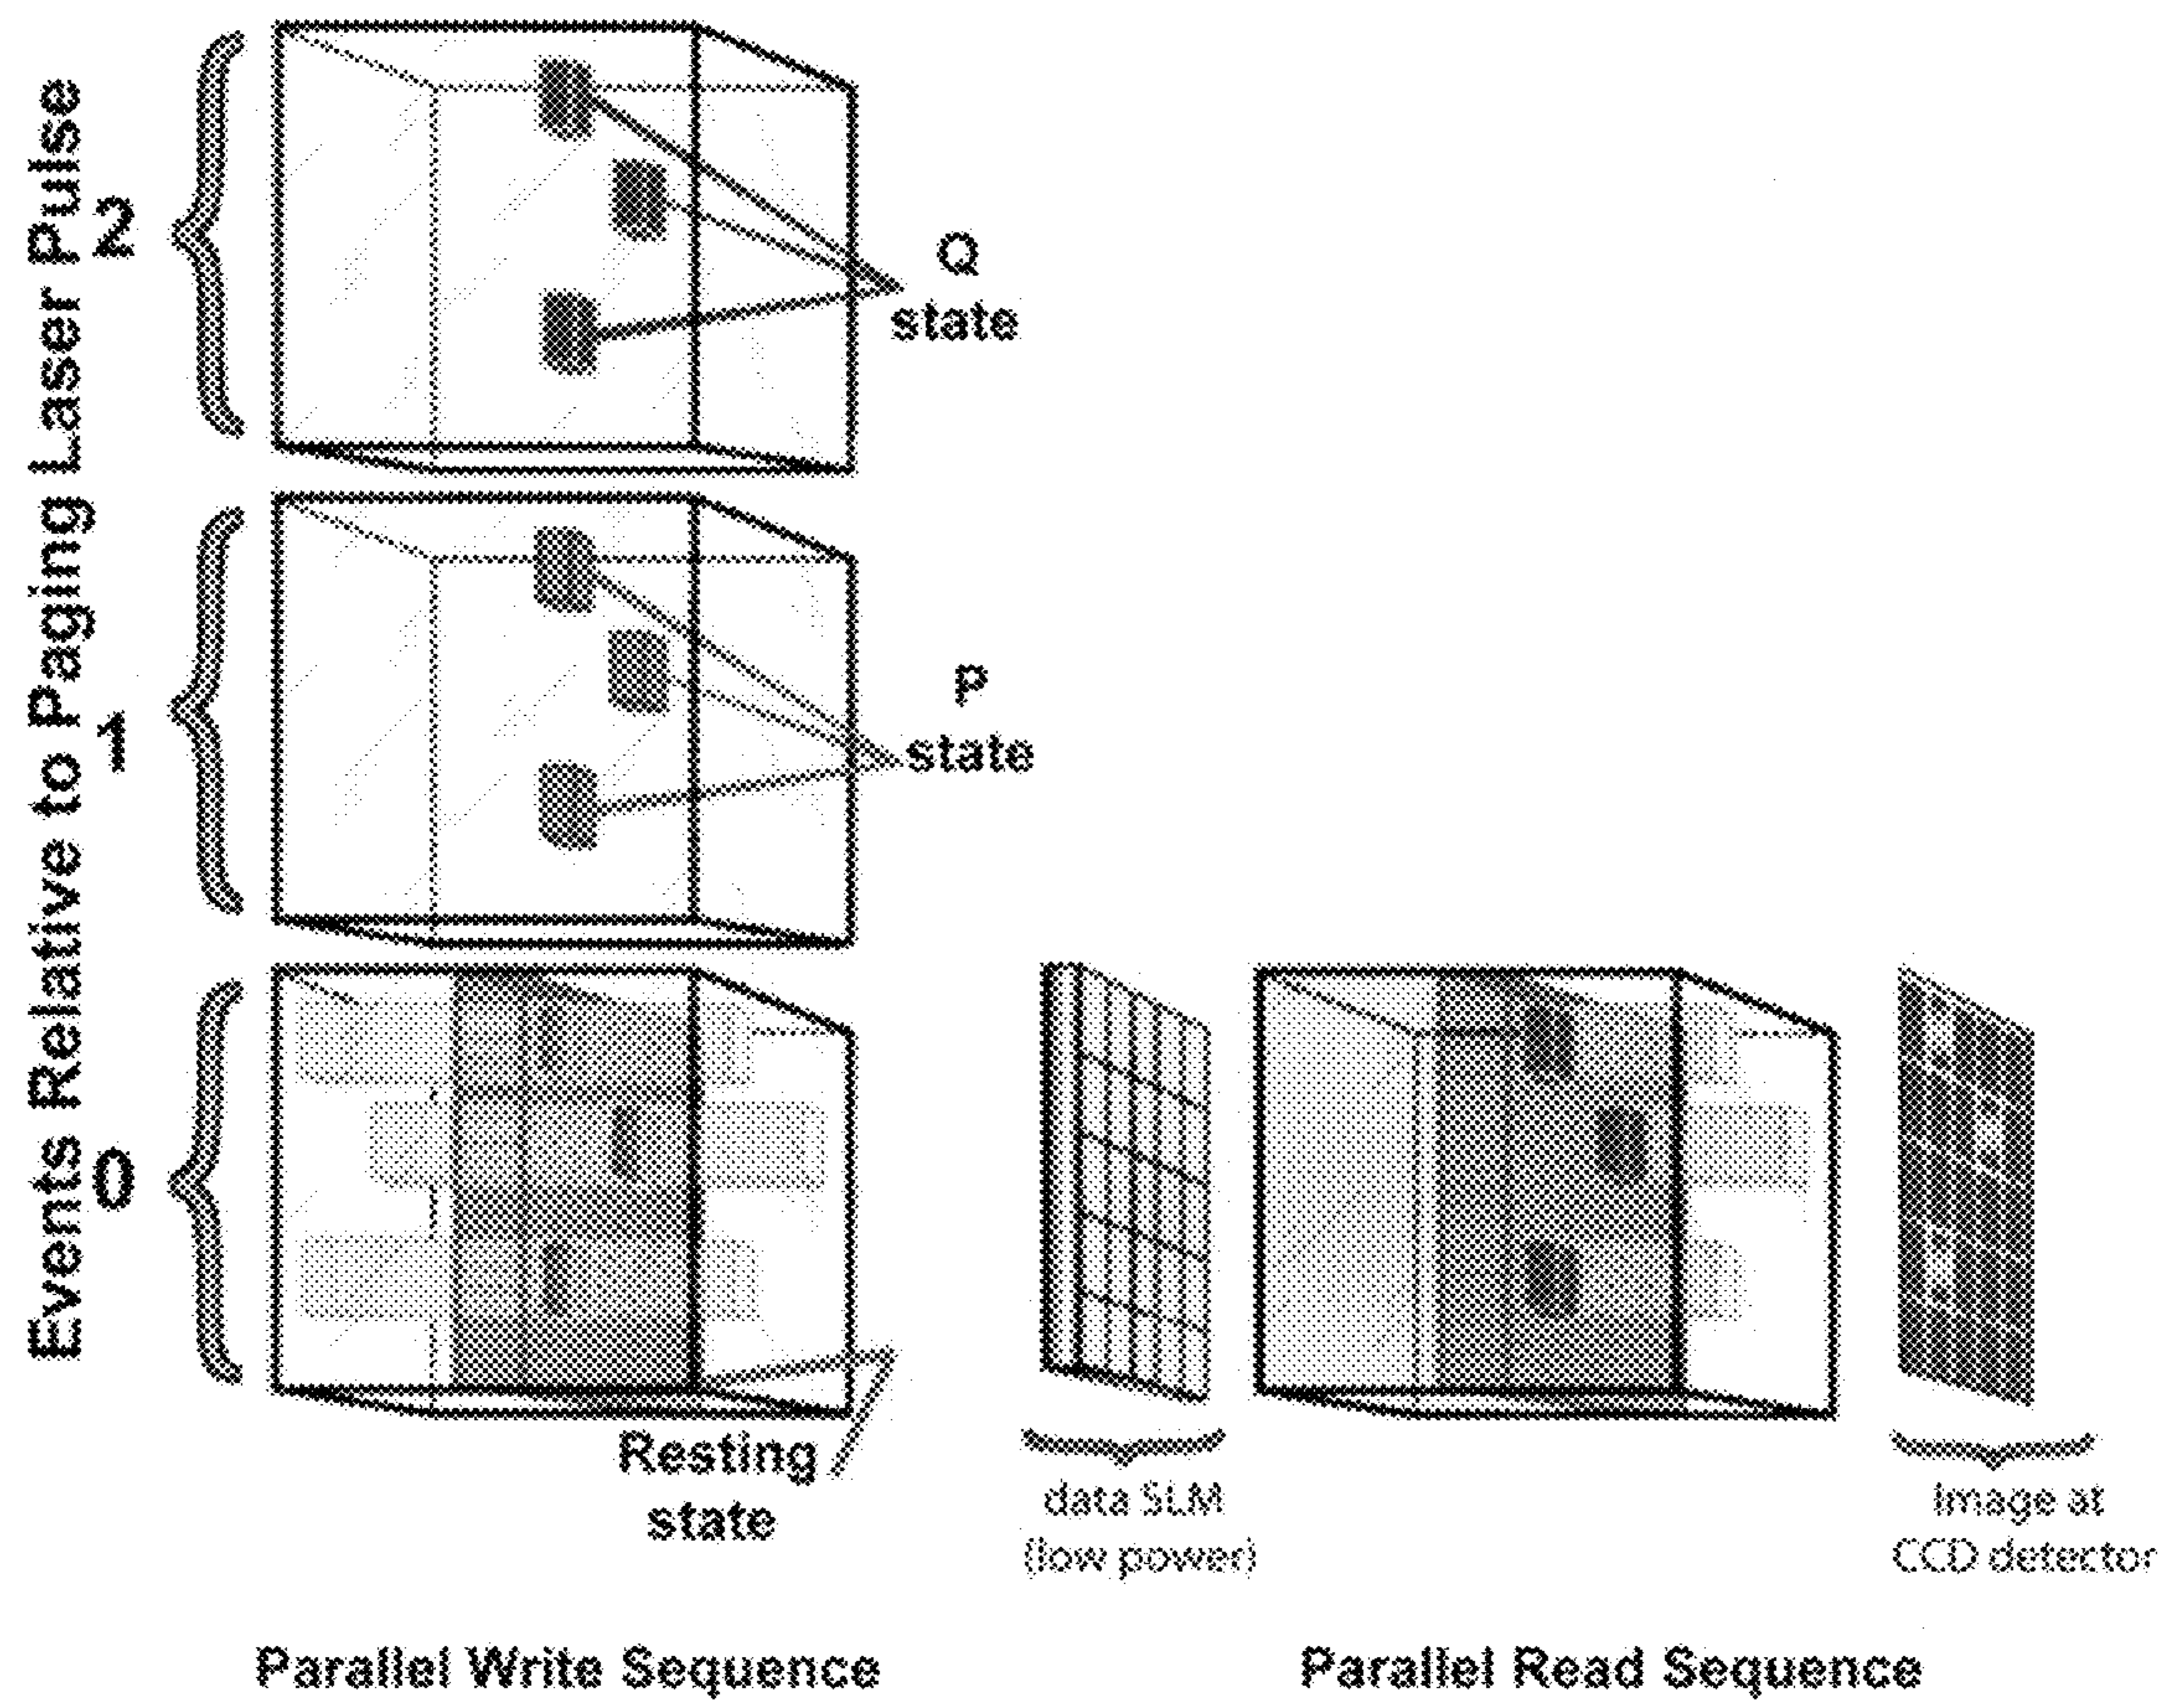 Events Relative to Paging Laser Pulse
2
Q
state
1
P
state
0
Resting
state
data SLM
(low power)
Image at
CCD detector
Parallel Write Sequence
Parallel Read Sequence